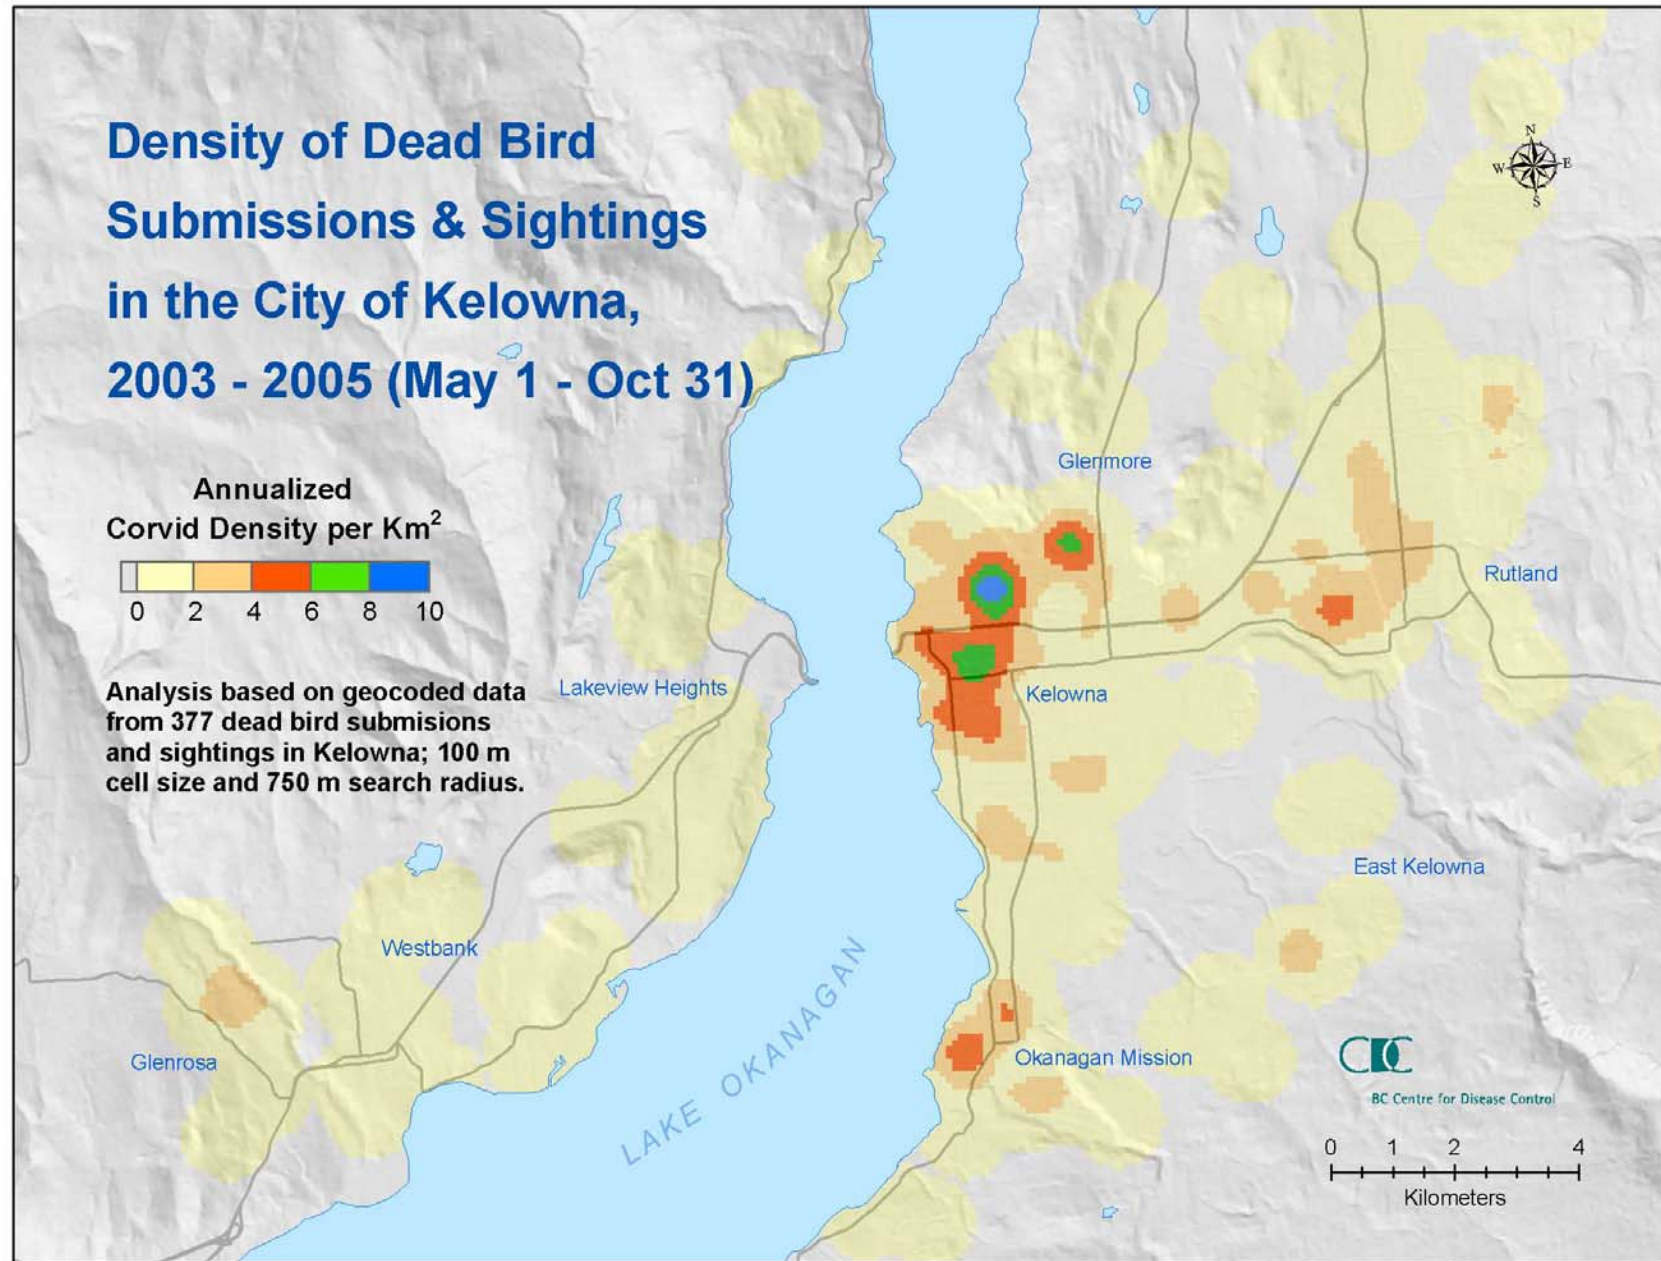 Density of Dead Bird
Submissions & Sightings
in the City of Kelowna,
2003 - 2005 (May 1 - Oct 31)
Annualized
Corvid Density per Km²
0 2 4 6 8 10
Analysis based on geocoded data
from 377 dead bird submisions
and sightings in Kelowna; 100 m
cell size and 750 m search radius.
N
W E
S
Glenmore
Rutland
Lakeview Heights
Kelowna
East Kelowna
Westbank
Glenrosa
Okanagan Mission
LAKE OKANAGAN
CDC
BC Centre for Disease Control
0 1 2 4
Kilometers